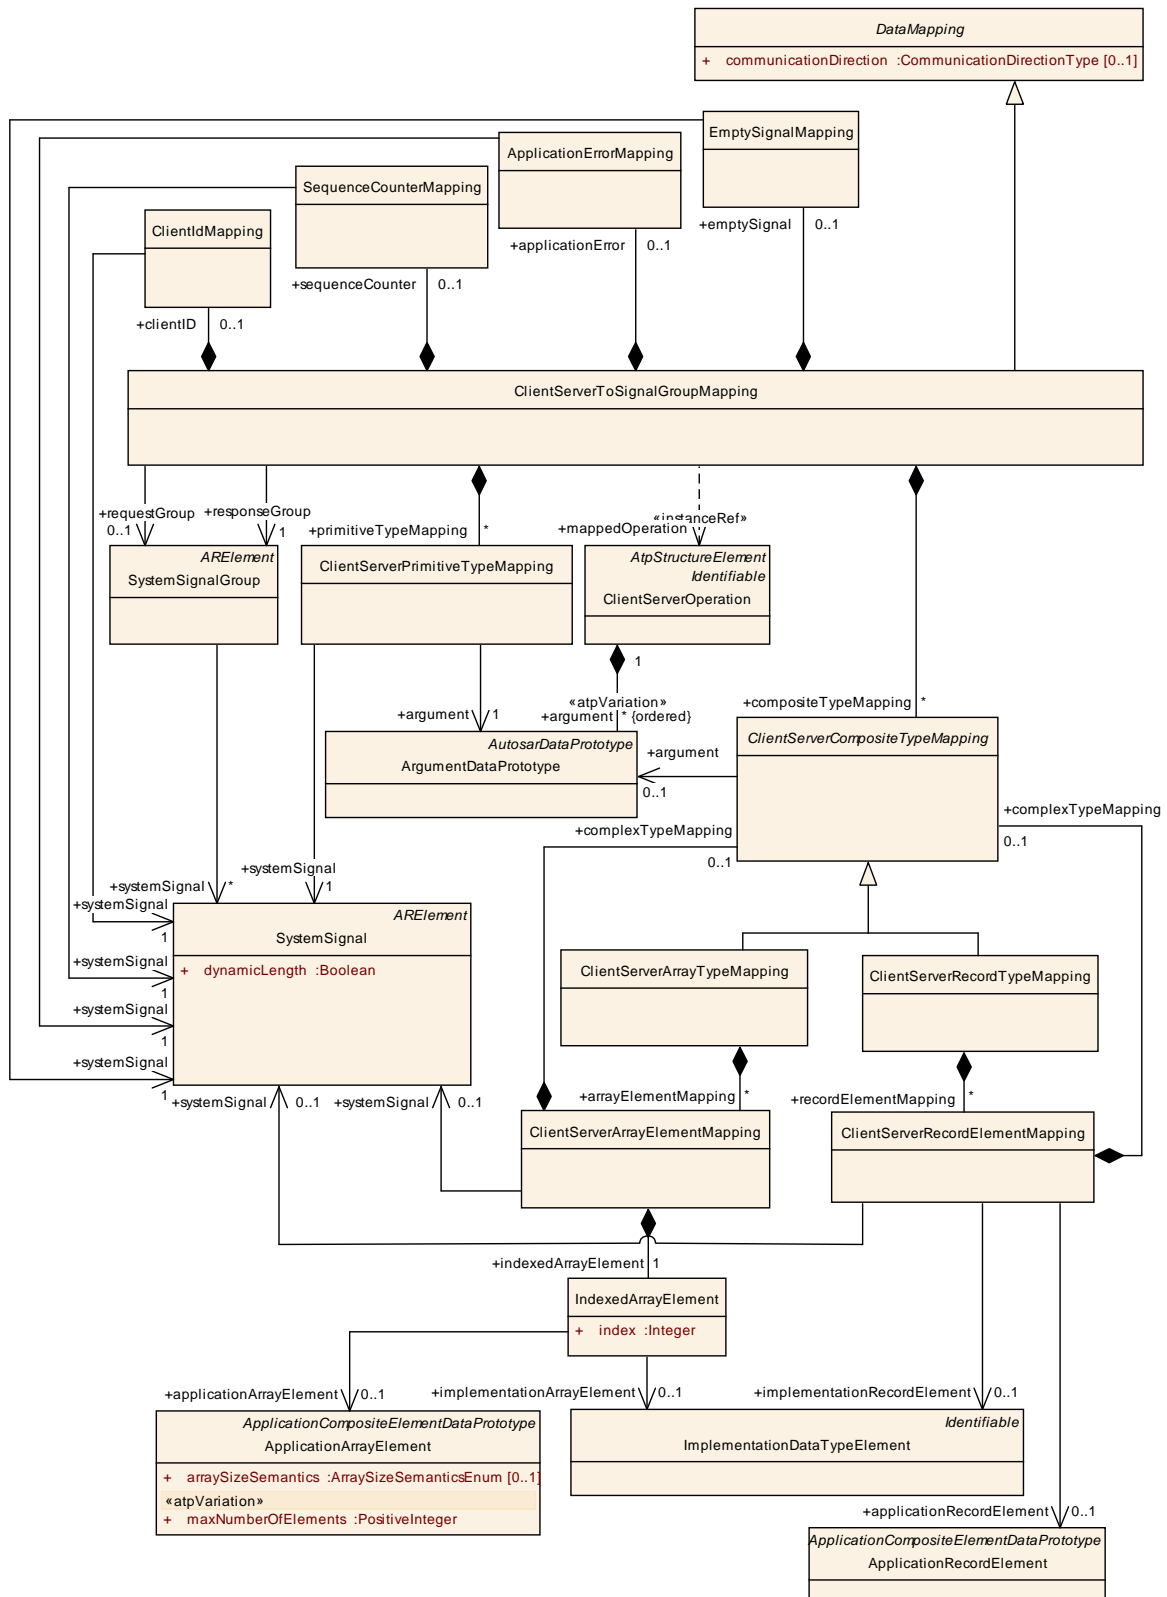 DataMapping
+ communicationDirection :CommunicationDirectionType [0..1]
EmptySignalMapping
ApplicationErrorMapping
SequenceCounterMapping
ClientIdMapping
+emptySignal 0..1
+applicationError 0..1
+sequenceCounter 0..1
+clientID 0..1
ClientServerToSignalGroupMapping
+requestGroup
0..1
+responseGroup
1
+primitiveTypeMapping *
«instanceRef»
+mappedOperation
ARElement
SystemSignalGroup
ClientServerPrimitiveTypeMapping
AtpStructureElement
Identifiable
ClientServerOperation
1
«atpVariation»
+argument * {ordered}
+argument 1
+compositeTypeMapping *
AutosarDataPrototype
ArgumentDataPrototype
+argument
0..1
ClientServerCompositeTypeMapping
+complexTypeMapping
0..1
+complexTypeMapping
0..1
+systemSignal
1
+systemSignal *
+systemSignal
1
ARElement
SystemSignal
+ dynamicLength :Boolean
+systemSignal
1
+systemSignal
1
+systemSignal
1
+systemSignal 0..1
+systemSignal 0..1
ClientServerArrayTypeMapping
ClientServerRecordTypeMapping
+arrayElementMapping *
+recordElementMapping *
ClientServerArrayElementMapping
ClientServerRecordElementMapping
+indexedArrayElement 1
IndexedArrayElement
+ index :Integer
+applicationArrayElement 0..1
+implementationArrayElement 0..1
+implementationRecordElement 0..1
ApplicationCompositeElementDataPrototype
ApplicationArrayElement
+ arraySizeSemantics :ArraySizeSemanticsEnum [0..1]
«atpVariation»
+ maxNumberOfElements :PositiveInteger
Identifiable
ImplementationDataTypeElement
+applicationRecordElement 0..1
ApplicationCompositeElementDataPrototype
ApplicationRecordElement